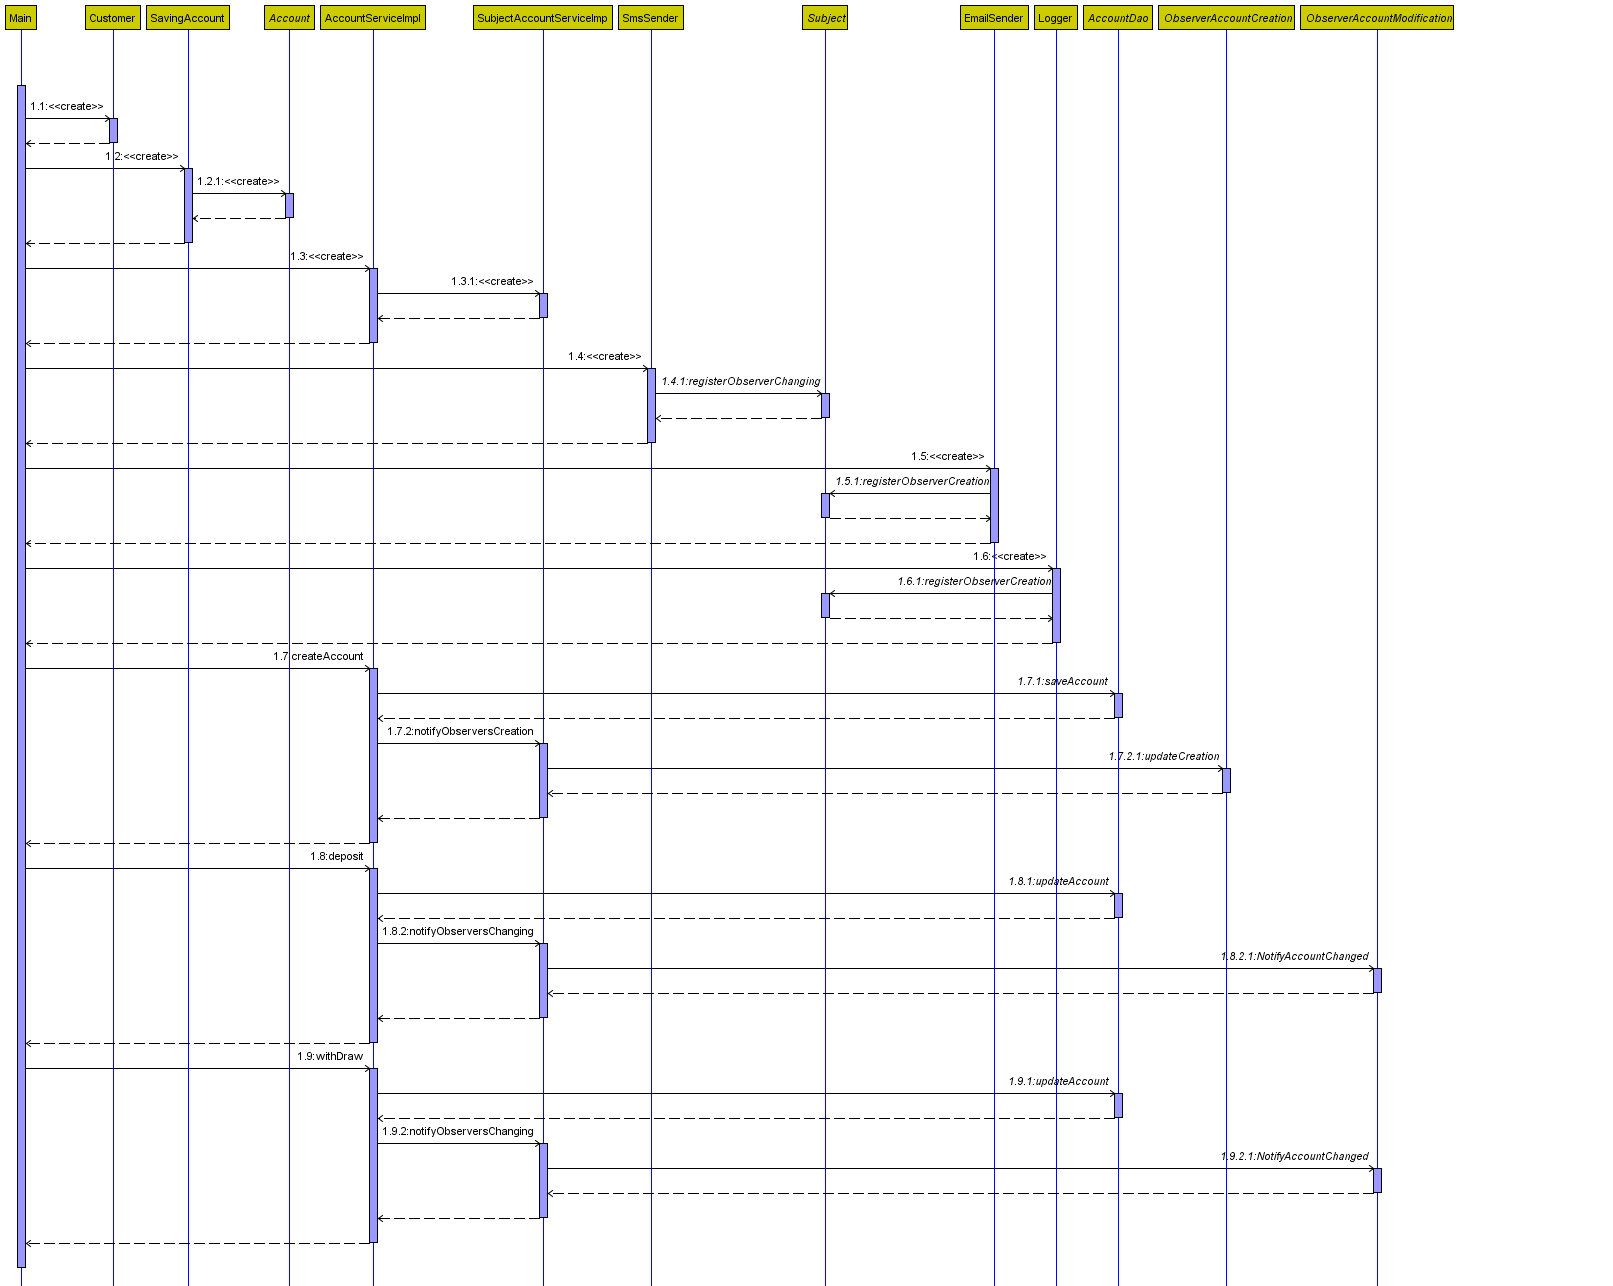 Main
Customer
SavingAccount
Account
AccountServiceImpl
SubjectAccountServiceImp
SmsSender
Subject
EmailSender
Logger
AccountDao
ObserverAccountCreation
ObserverAccountModification
1.1:<<create>>
1.2:<<create>>
1.2.1:<<create>>
1.3:<<create>>
1.3.1:<<create>>
1.4:<<create>>
1.4.1:registerObserverChanging
1.5:<<create>>
1.5.1:registerObserverCreation
1.6:<<create>>
1.6.1:registerObserverCreation
1.7:createAccount
1.7.1:saveAccount
1.7.2:notifyObserversCreation
1.7.2.1:updateCreation
1.8:deposit
1.8.1:updateAccount
1.8.2:notifyObserversChanging
1.8.2.1:NotifyAccountChanged
1.9:withDraw
1.9.1:updateAccount
1.9.2:notifyObserversChanging
1.9.2.1:NotifyAccountChanged